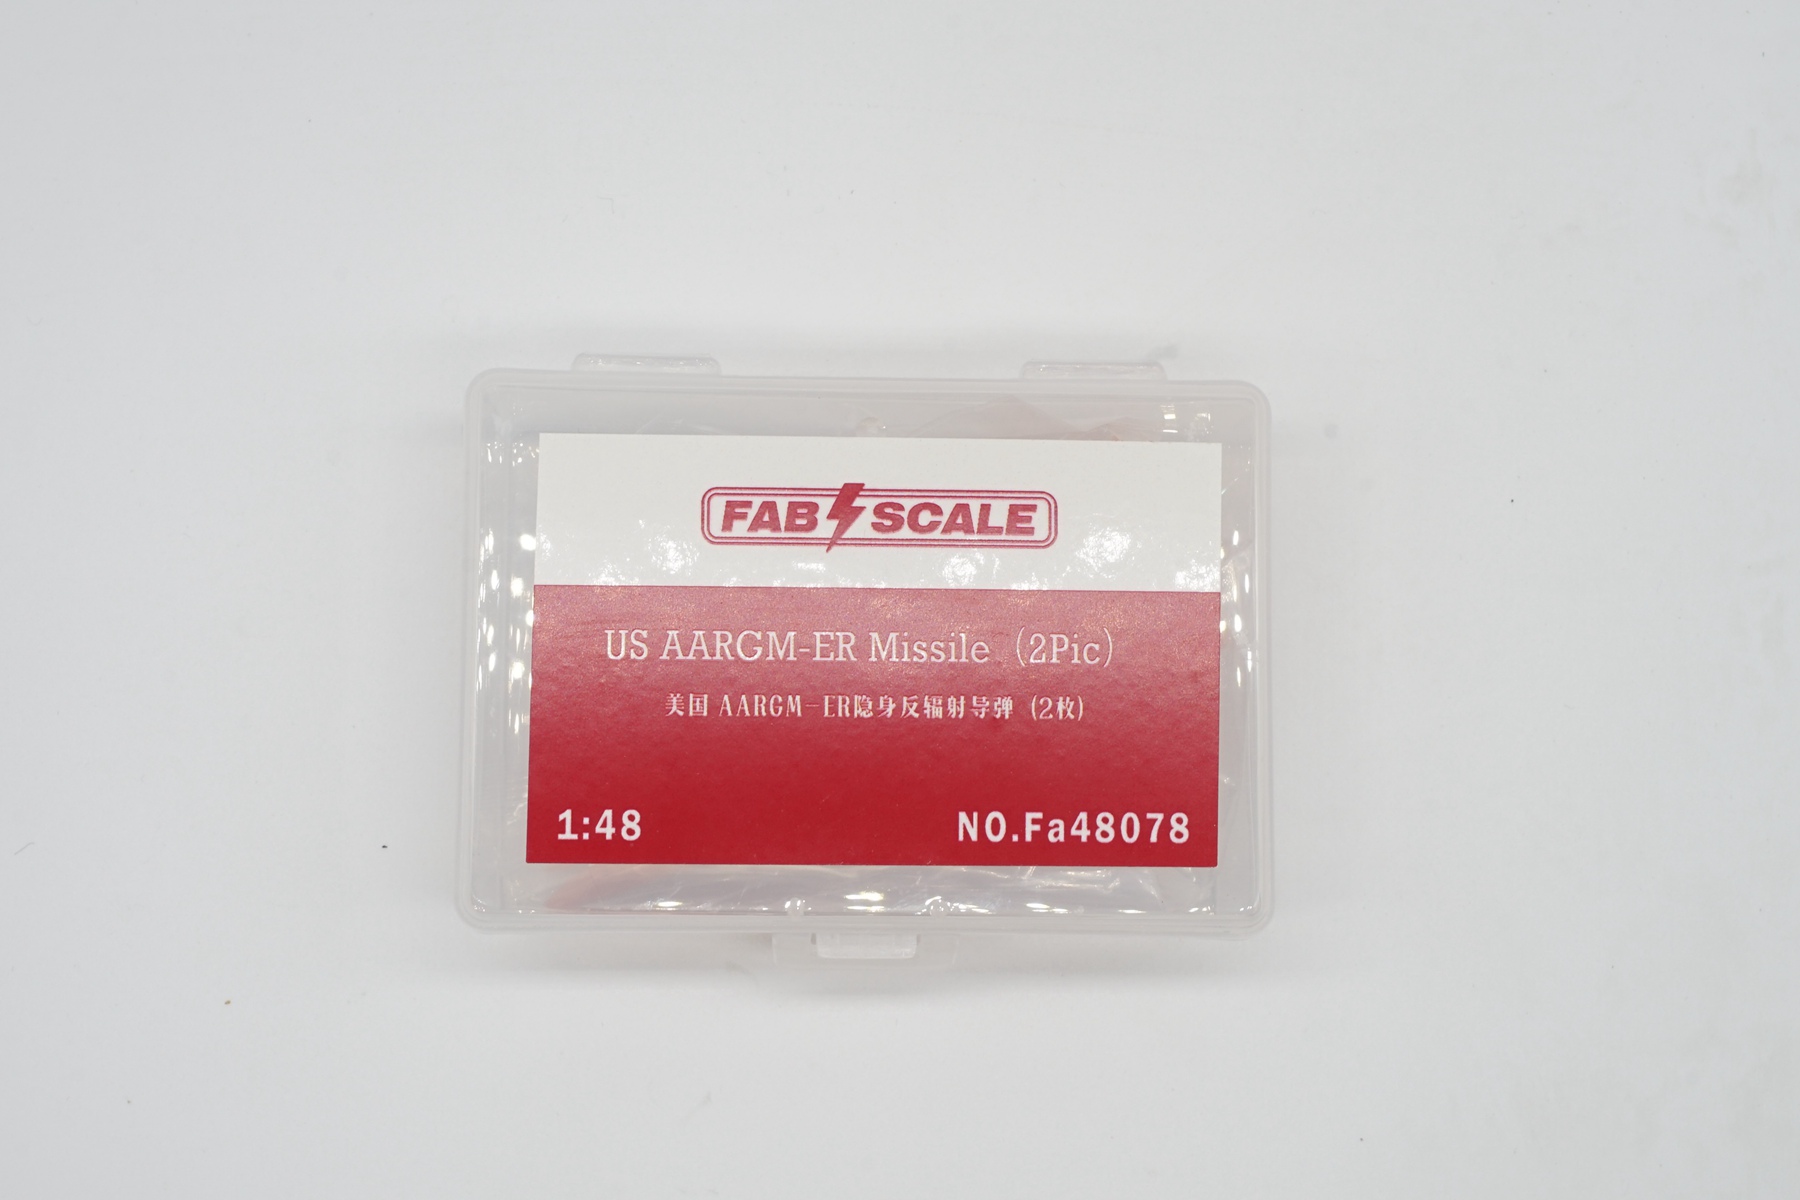 FAB SCALE
US AARGM-ER Missile（2Pic）
美国 AARGM-ER隐身反辐射导弹 (2枚)
1:48
NO.Fa48078